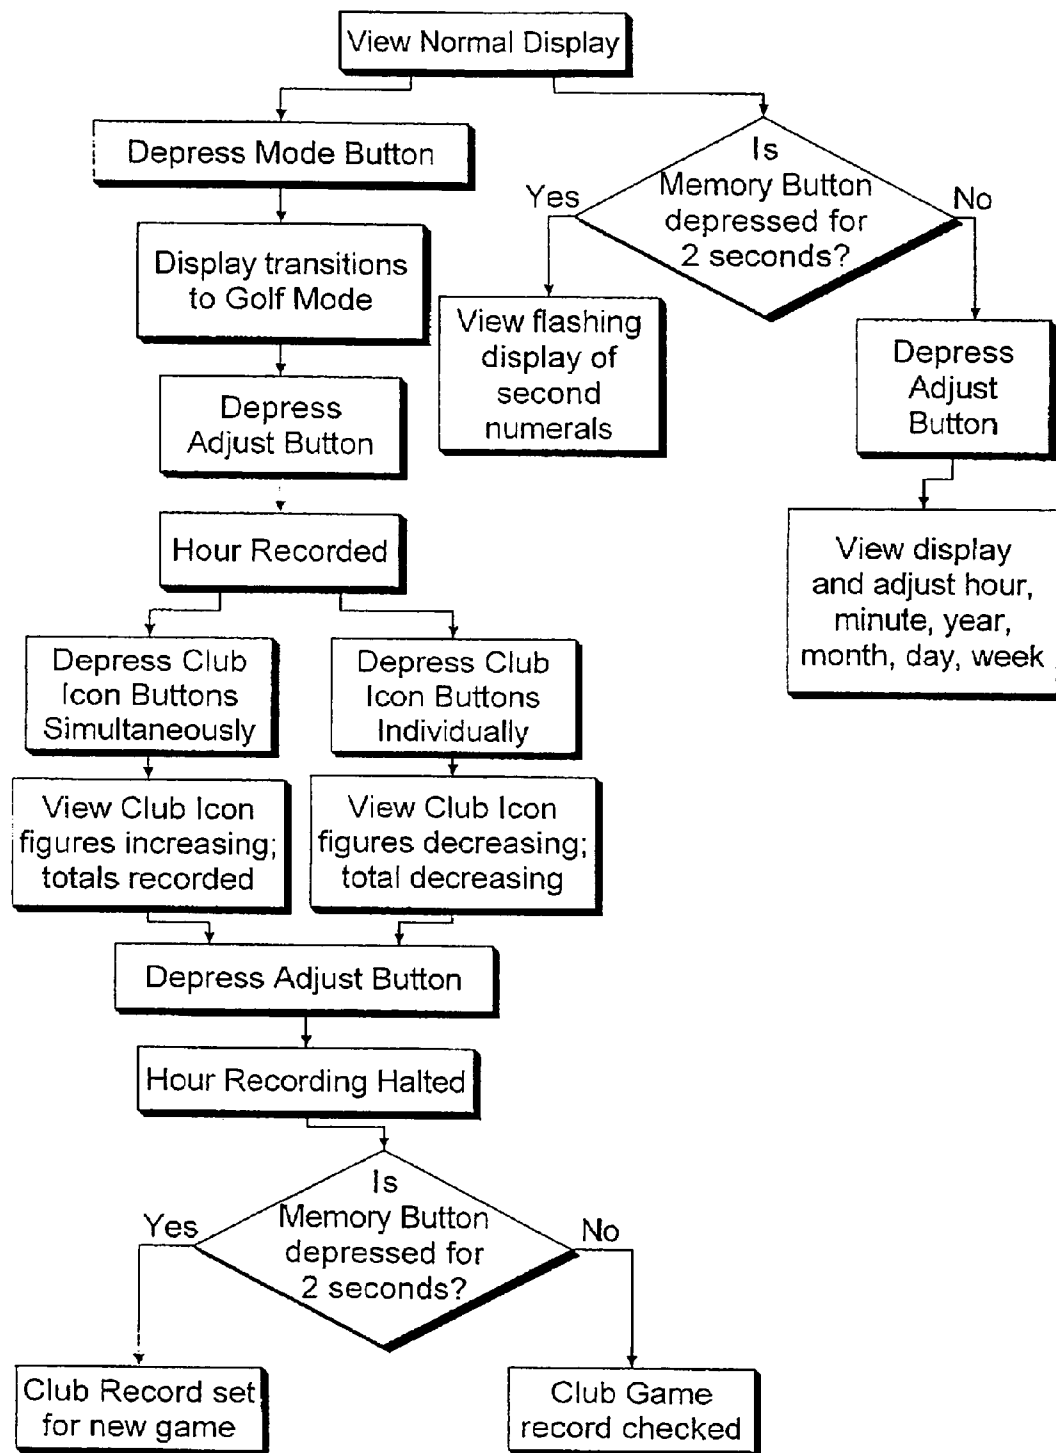 View Normal Display
Depress Mode Button
Is
Memory Button
depressed for
2 seconds?
Yes
No
Display transitions
to Golf Mode
View flashing
display of
second
numerals
Depress
Adjust
Button
Depress
Adjust Button
Hour Recorded
View display
and adjust hour,
minute, year,
month, day, week
Depress Club
Icon Buttons
Simultaneously
Depress Club
Icon Buttons
Individually
View Club Icon
figures increasing;
totals recorded
View Club Icon
figures decreasing;
total decreasing
Depress Adjust Button
Hour Recording Halted
Is
Memory Button
depressed for
2 seconds?
Yes
No
Club Record set
for new game
Club Game
record checked